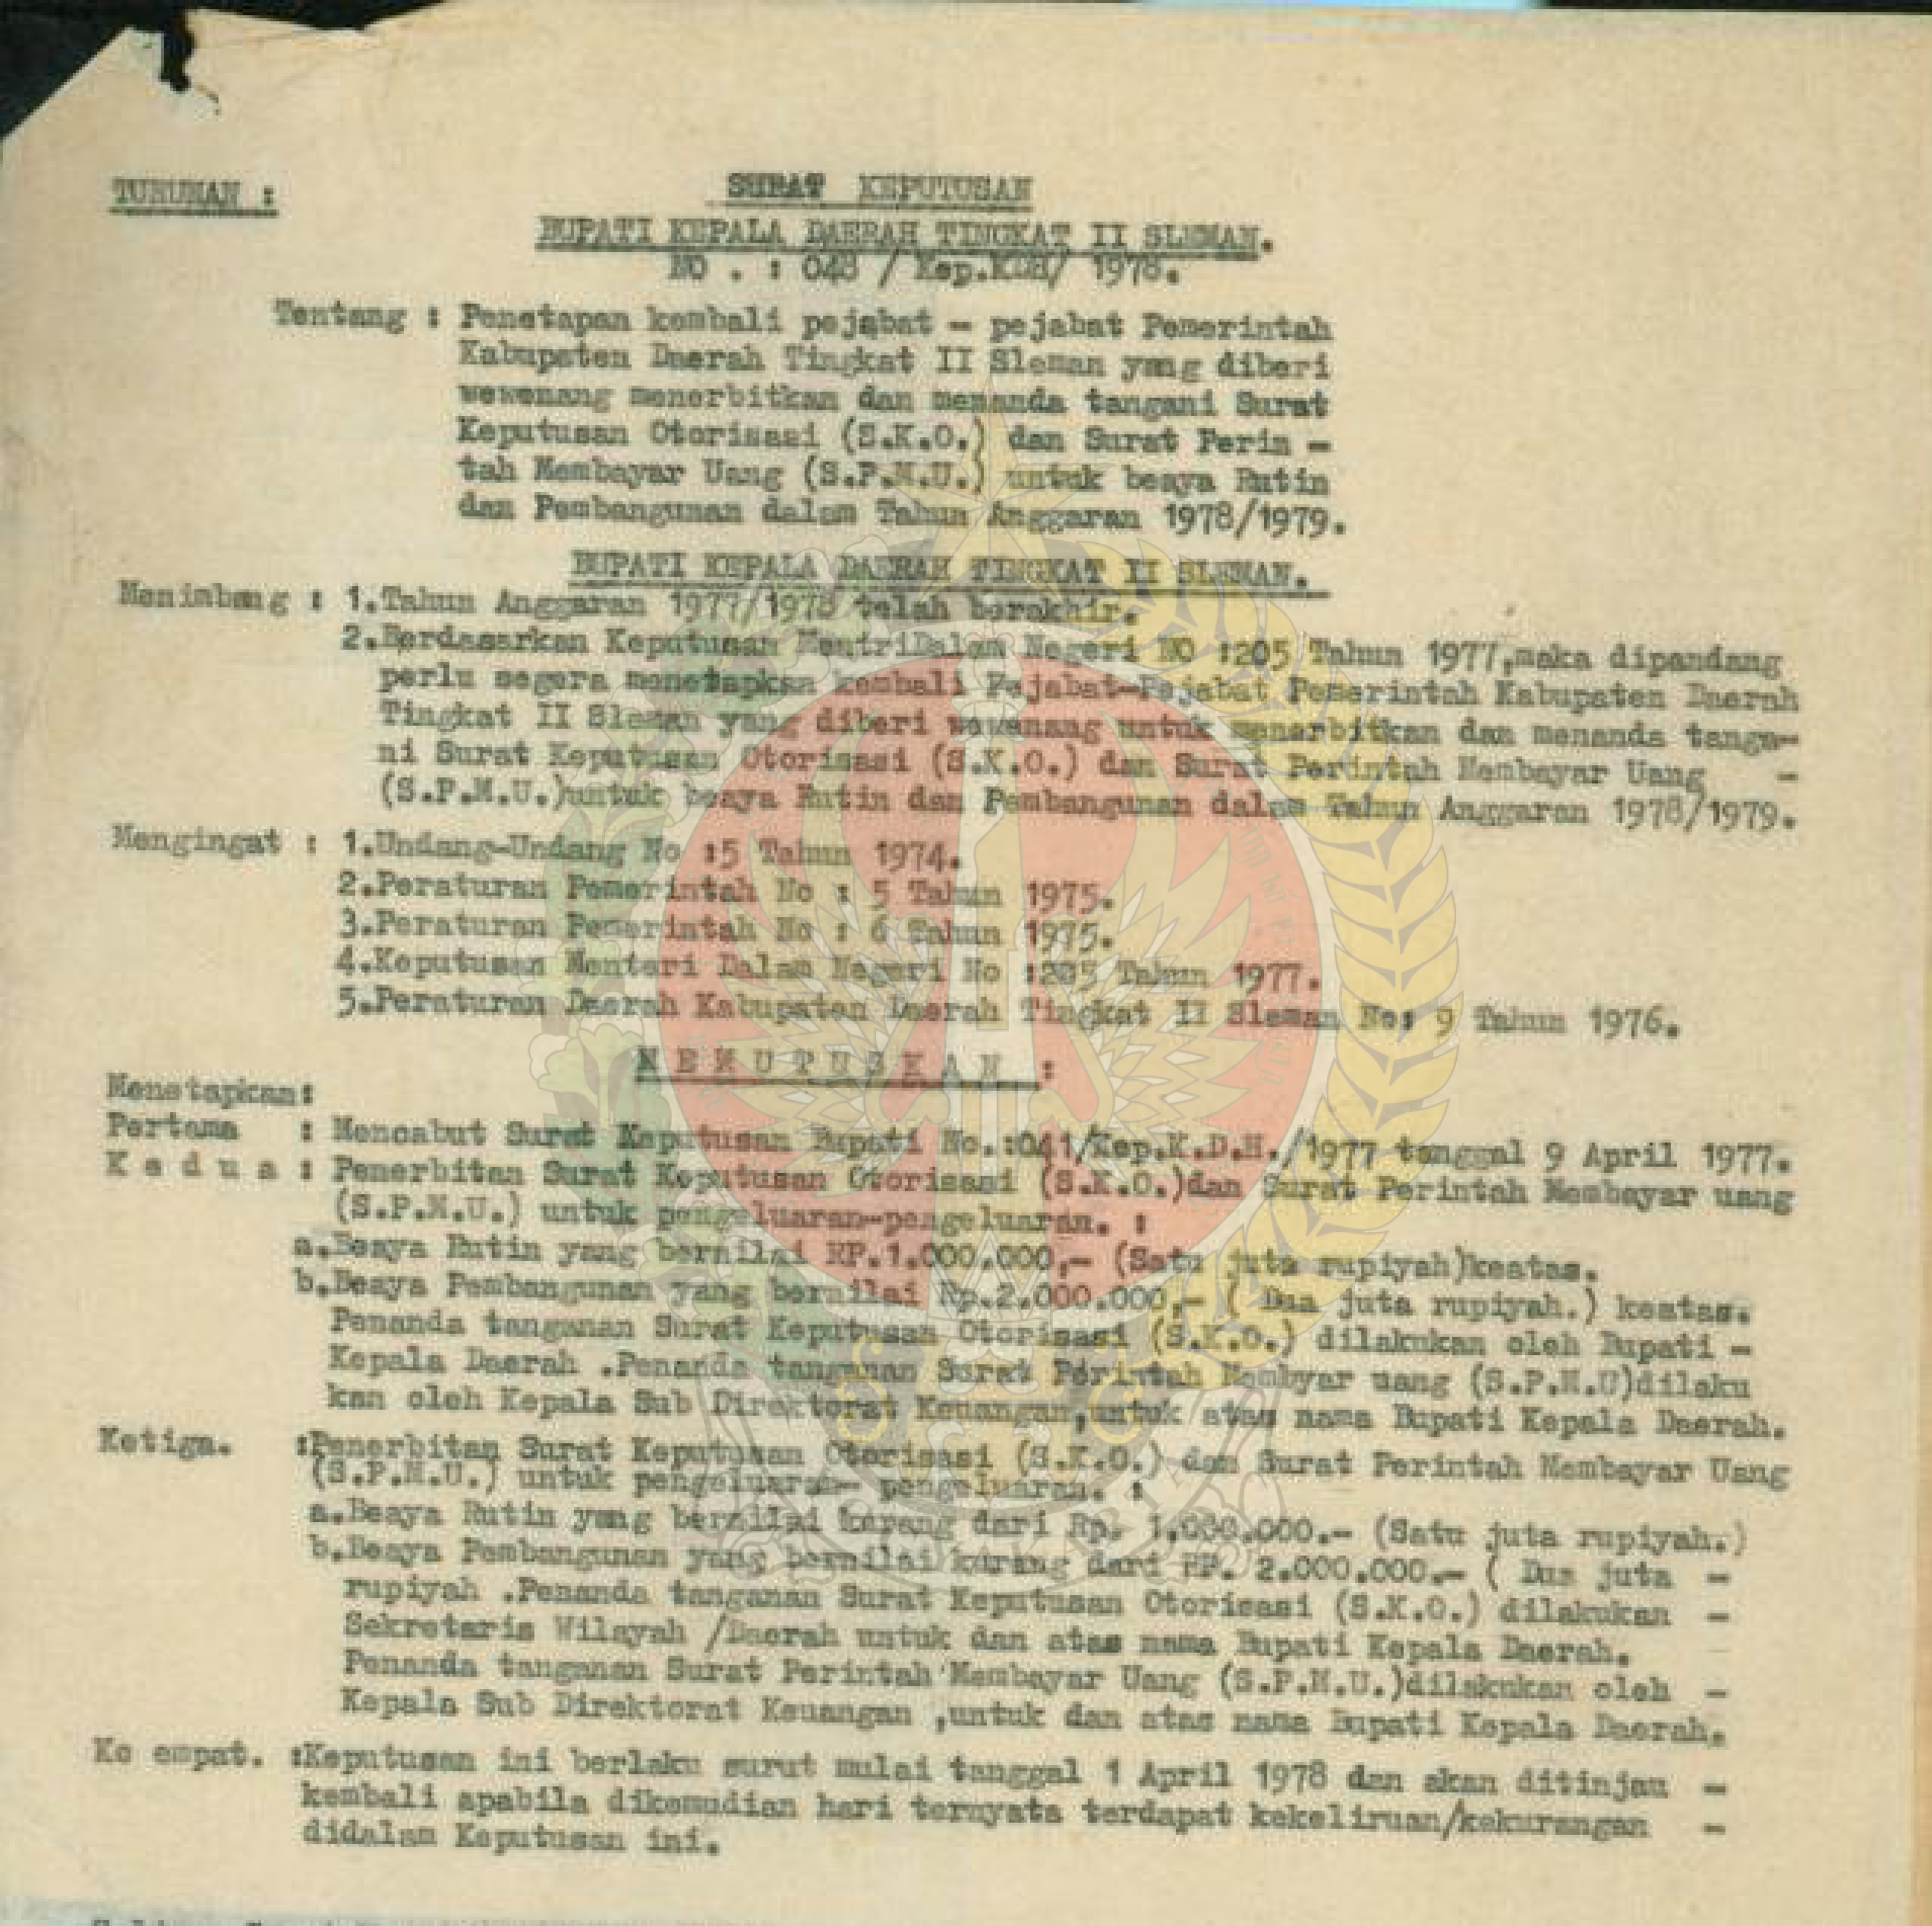 TURUNAN :
SURAT KEPUTUSAN
BUPATI KEPALA DAERAH TINGKAT II SLEMAN.
NO . : 048 / Kep.KDH/ 1978.
Tentang : Penetapan kembali pejabat - pejabat Pemerintah
Kabupaten Daerah Tingkat II Sleman yang diberi
wewenang menerbitkan dan menanda tangani Surat
Keputusan Otorisasi (S.K.O.) dan Surat Perin -
tah Membayar Uang (S.P.M.U.) untuk beaya Rutin
dan Pembangunan dalam Tahun Anggaran 1978/1979.
BUPATI KEPALA DAERAH TINGKAT II SLEMAN.
Menimbang : 1.Tahun Anggaran 1977/1978 telah berakhir.
2.Berdasarkan Keputusan MentriDalam Negeri NO :205 Tahun 1977,maka dipandang
perlu segera menetapkan kembali Pejabat-Pejabat Pemerintah Kabupaten Daerah
Tingkat II Sleman yang diberi wewenang untuk menerbitkan dan menanda tanga-
ni Surat Keputusan Otorisasi (S.K.O.) dan Surat Perintah Membayar Uang -
(S.P.M.U.)untuk beaya Rutin dan Pembangunan dalam Tahun Anggaran 1978/1979.
Mengingat : 1.Undang-Undang No :5 Tahun 1974.
2.Peraturan Pemerintah No : 5 Tahun 1975.
3.Peraturan Pemerintah No : 6 Tahun 1975.
4.Keputusan Menteri Dalam Negeri No :205 Tahun 1977.
5.Peraturan Daerah Kabupaten Daerah Tingkat II Sleman No: 9 Tahun 1976.
M E M U T U S K A N :
Menetapkan:
Pertama : Mencabut Surat Keputusan Bupati No.:041/Kep.K.D.H./1977 tanggal 9 April 1977.
K e d u a : Penerbitan Surat Keputusan Otorisasi (S.K.O.)dan Surat Perintah Membayar uang
(S.P.M.U.) untuk pengeluaran-pengeluaran. :
a.Beaya Rutin yang bernilai RP.1.000.000,- (Satu juta rupiyah)keatas.
b.Beaya Pembangunan yang bernilai Rp.2.000.000,- ( Dua juta rupiyah.) keatas.
Penanda tanganan Surat Keputusan Otorisasi (S.K.O.) dilakukan oleh Bupati -
Kepala Daerah .Penanda tanganan Surat Perintah Membyar uang (S.P.M.U)dilaku
kan oleh Kepala Sub Direktorat Keuangan,untuk atas nama Bupati Kepala Daerah.
Ketiga. :Penerbitan Surat Keputusan Otorisasi (S.K.O.) dan Surat Perintah Membayar Uang
(S.P.M.U.) untuk pengeluaran- pengeluaran. :
a.Beaya Rutin yang bernilai karang dari Rp. 1.000.000.- (Satu juta rupiyah.)
b.Beaya Pembangunan yang bernilai kurang dari RP. 2.000.000.- ( Dua juta -
rupiyah .Penanda tanganan Surat Keputusan Otorisasi (S.K.O.) dilakukan -
Sekretaris Wilayah /Daerah untuk dan atas nama Bupati Kepala Daerah.
Penanda tanganan Surat Perintah Membayar Uang (S.P.M.U.)dilakukan oleh -
Kepala Sub Direktorat Keuangan ,untuk dan atas nama Bupati Kepala Daerah.
Ke empat. :Keputusan ini berlaku surut mulai tanggal 1 April 1978 dan akan ditinjau -
kembali apabila dikemudian hari ternyata terdapat kekeliruan/kekurangan -
didalam Keputusan ini.